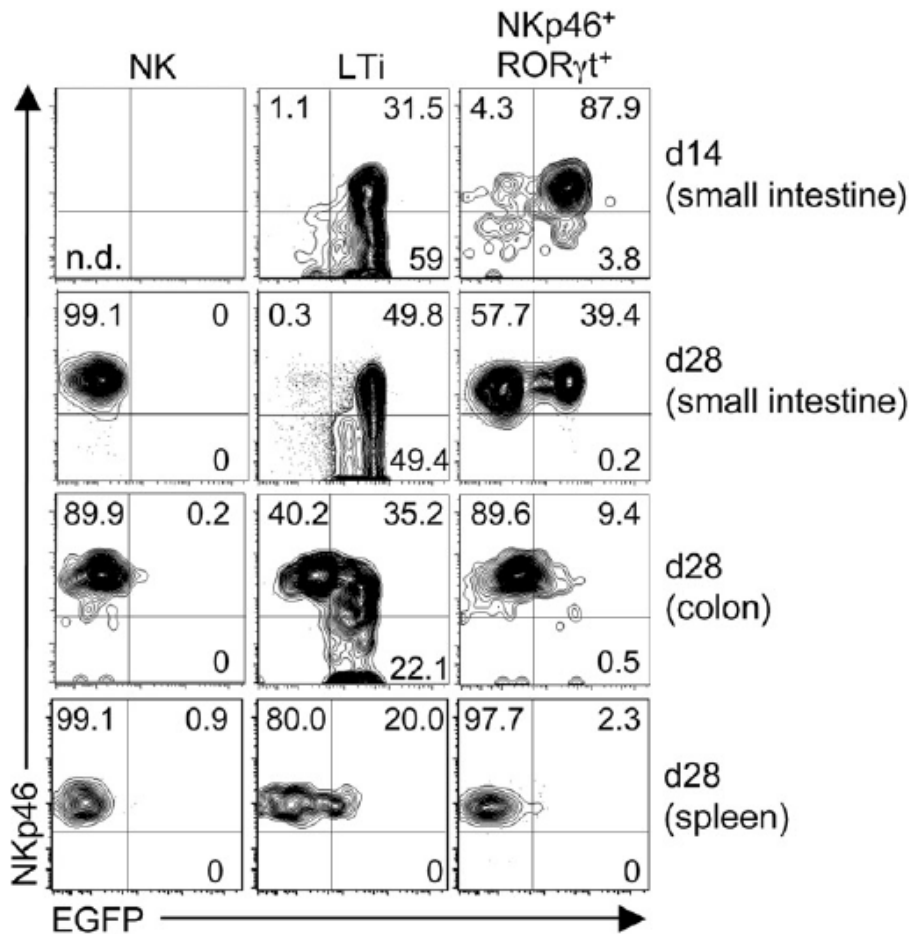 NKp46+
NK LTi RORγt+
1.1 31.5 4.3 87.9
d14
(small intestine)
n.d. 59 3.8
99.1 0 0.3 49.8 57.7 39.4
d28
(small intestine)
0 49.4 0.2
89.9 0.2 40.2 35.2 89.6 9.4
d28
(colon)
0 22.1 0.5
99.1 0.9 80.0 20.0 97.7 2.3
d28
(spleen)
0 0 0
NKp46
EGFP